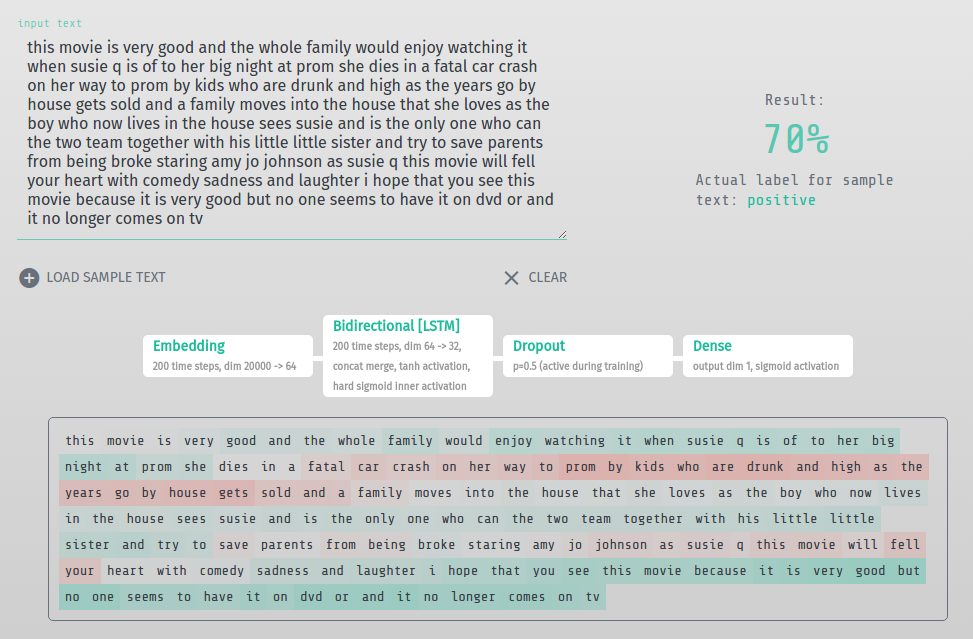 input text
this movie is very good and the whole family would enjoy watching it
when susie q is of to her big night at prom she dies in a fatal car crash
on her way to prom by kids who are drunk and high as the years go by
house gets sold and a family moves into the house that she loves as the
boy who now lives in the house sees susie and is the only one who can
the two team together with his little little sister and try to save parents
from being broke staring amy jo johnson as susie q this movie will fell
your heart with comedy sadness and laughter i hope that you see this
movie because it is very good but no one seems to have it on dvd or and
it no longer comes on tv
Result:
70%
Actual label for sample
text: positive
LOAD SAMPLE TEXT
CLEAR
Embedding
200 time steps, dim 20000 -> 64
Bidirectional [LSTM]
200 time steps, dim 64 -> 32,
concat merge, tanh activation,
hard sigmoid inner activation
Dropout
p=0.5 (active during training)
Dense
output dim 1, sigmoid activation
this movie is very good and the whole family would enjoy watching it when susie q is of to her big
night at prom she dies in a fatal car crash on her way to prom by kids who are drunk and high as the
years go by house gets sold and a family moves into the house that she loves as the boy who now lives
in the house sees susie and is the only one who can the two team together with his little little
sister and try to save parents from being broke staring amy jo johnson as susie q this movie will fell
your heart with comedy sadness and laughter i hope that you see this movie because it is very good but
no one seems to have it on dvd or and it no longer comes on tv